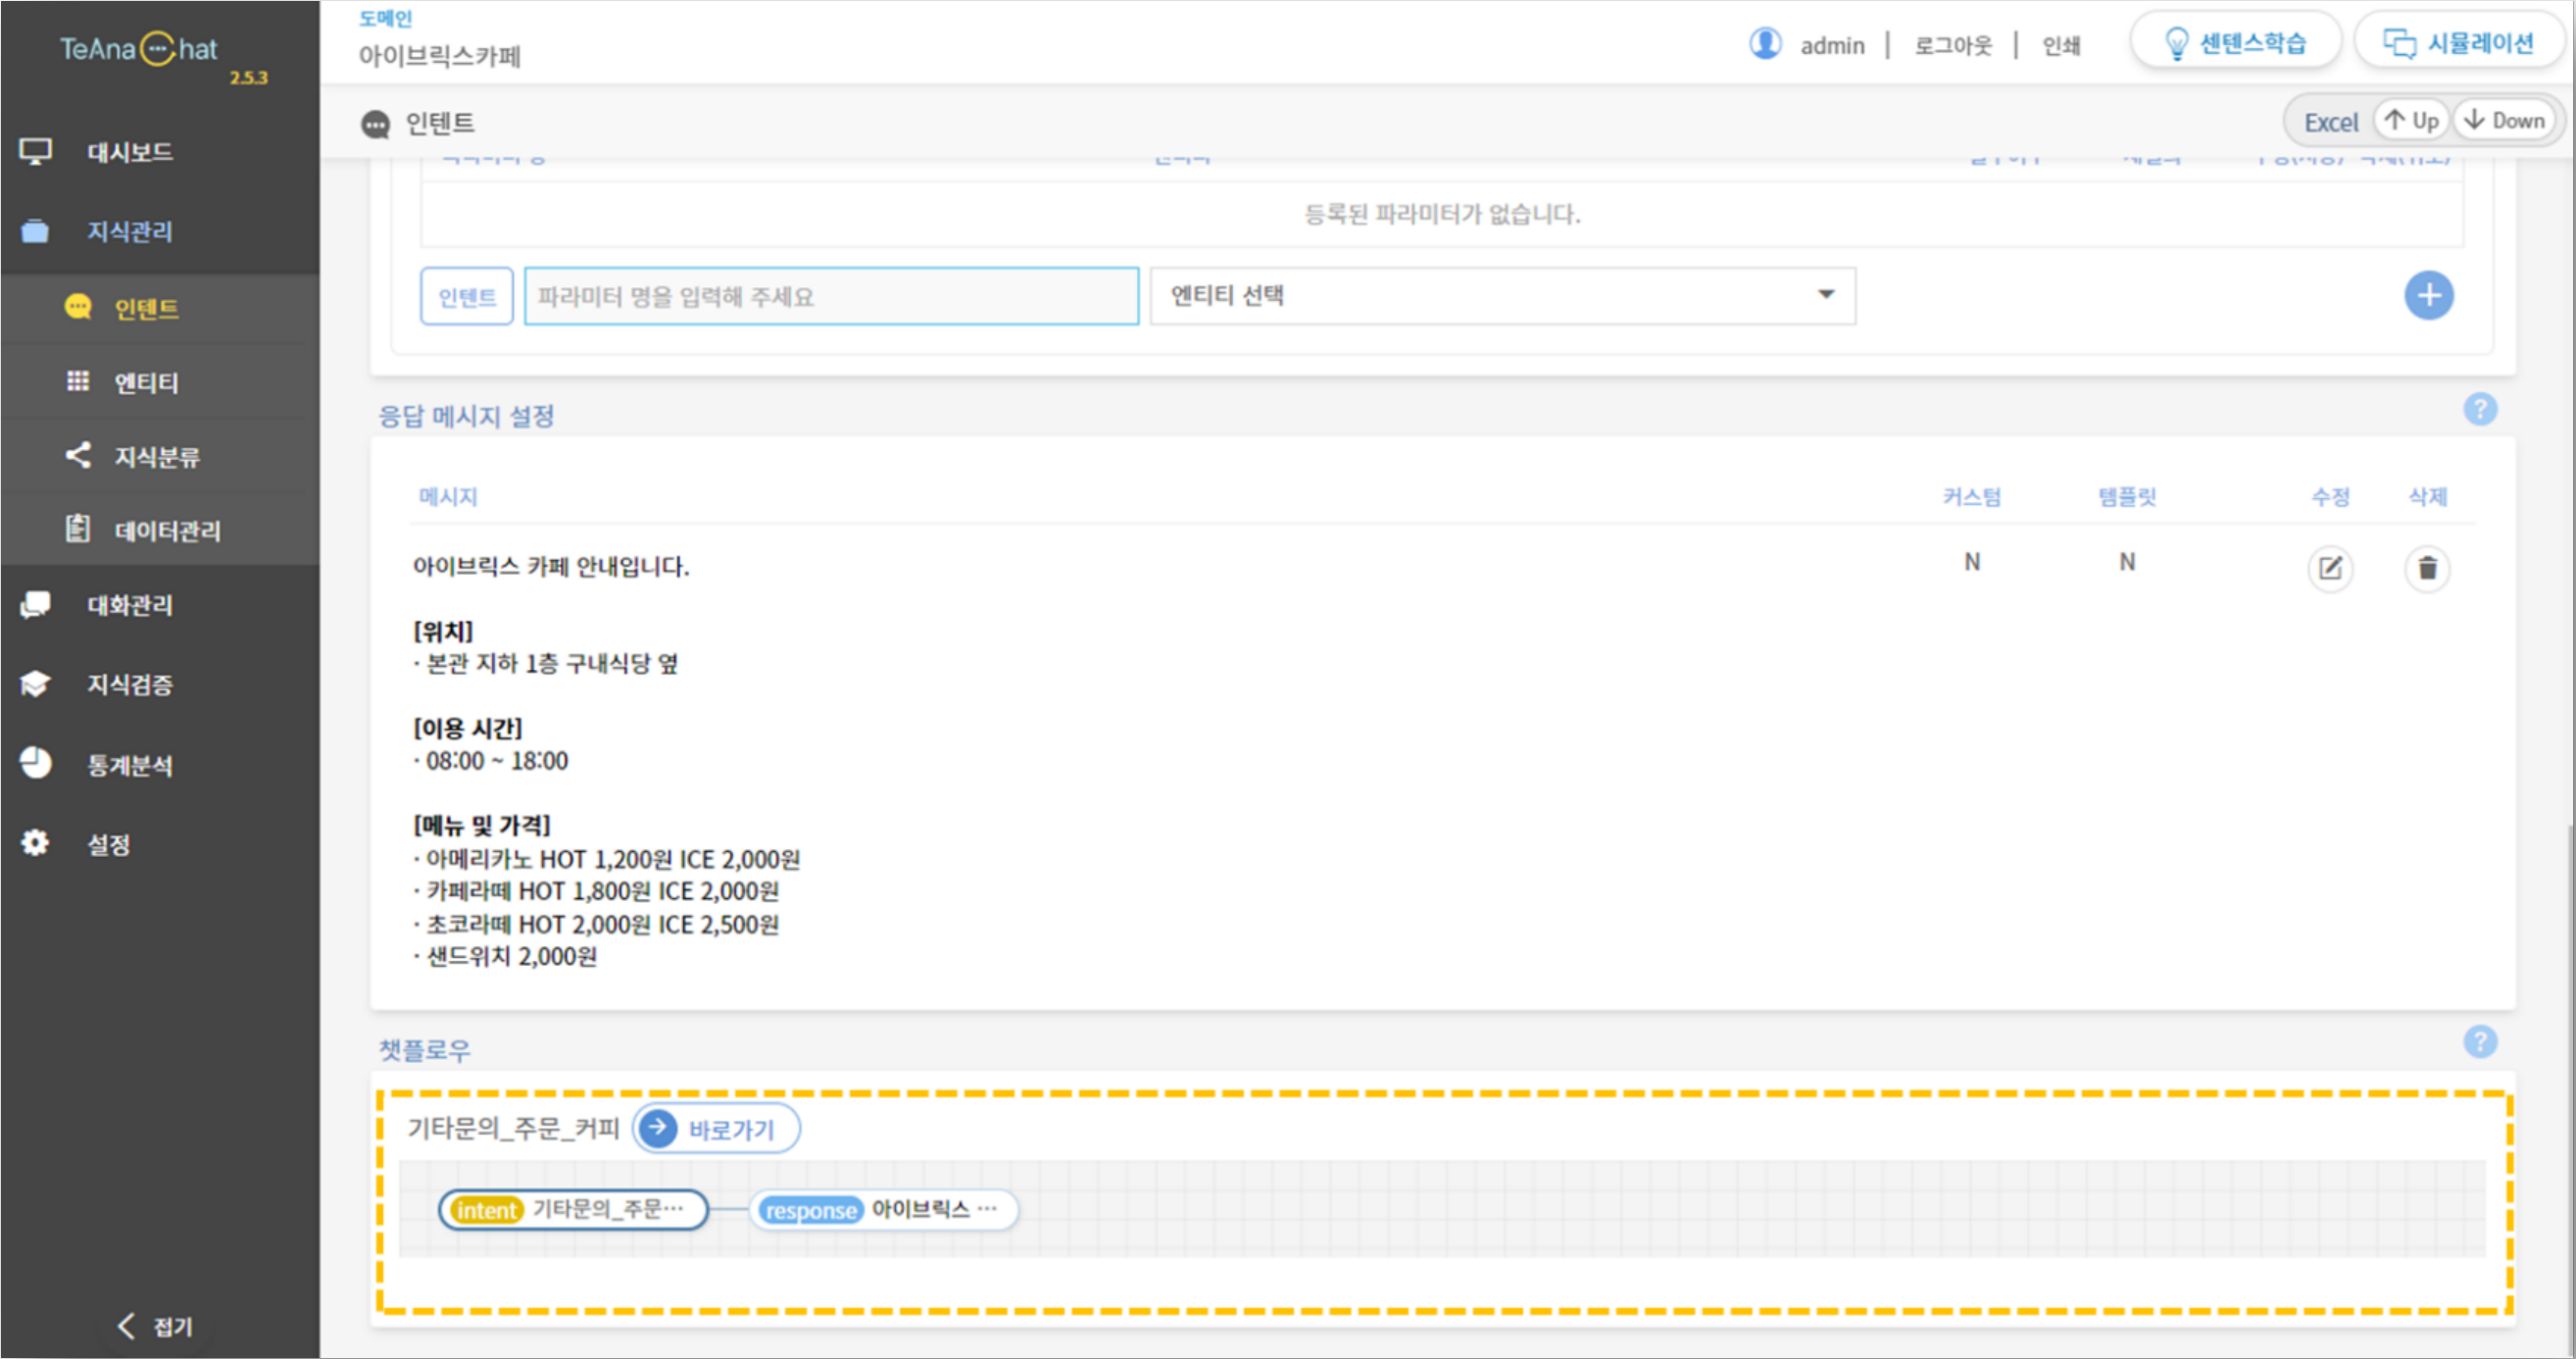 TeAnaChat
2.5.3
대시보드
지식관리
인텐트
엔티티
지식분류
데이터관리
대화관리
지식검증
통계분석
설정
접기
도메인
아이브릭스카페
admin | 로그아웃 | 인쇄
센텐스학습
시뮬레이션
인텐트
Excel Up Down
등록된 파라미터가 없습니다.
인텐트 파라미터 명을 입력해 주세요 엔티티 선택
응답 메시지 설정
메시지 커스텀 템플릿 수정 삭제
아이브릭스 카페 안내입니다. N N
[위치]
· 본관 지하 1층 구내식당 옆
[이용 시간]
· 08:00 ~ 18:00
[메뉴 및 가격]
· 아메리카노 HOT 1,200원 ICE 2,000원
· 카페라떼 HOT 1,800원 ICE 2,000원
· 초코라떼 HOT 2,000원 ICE 2,500원
· 샌드위치 2,000원
챗플로우
기타문의_주문_커피 바로가기
intent 기타문의_주문… response 아이브릭스 …